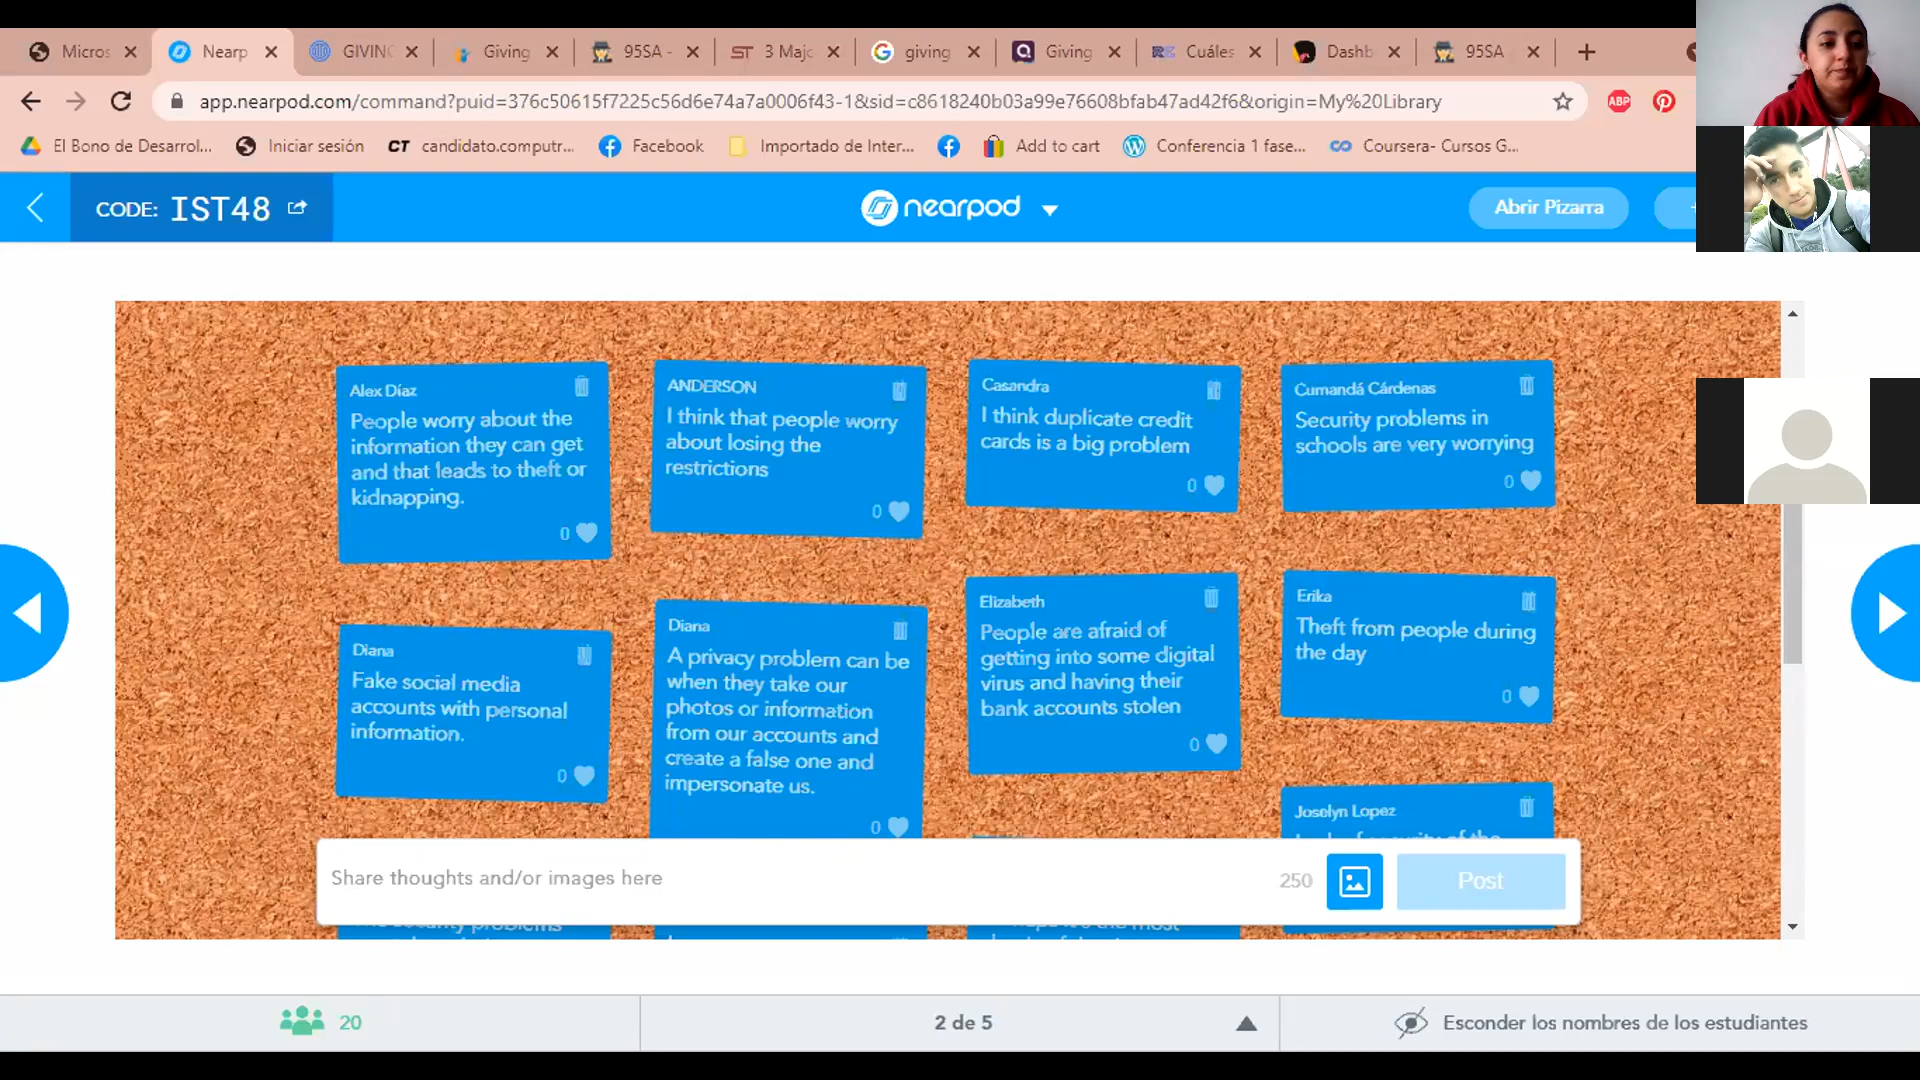 Micros
Nearp
GIVING
Giving
95SA -
3 Majo
giving
Giving
Cuáles
Dashb
95SA
app.nearpod.com/command?puid=376c50615f7225c56d6e74a7a0006f43-1&sid=c8618240b03a99e76608bfab47ad42f6&origin=My%20Library
ABP
El Bono de Desarrol...
Iniciar sesión
CT candidato.computr...
Facebook
Importado de Inter...
Add to cart
Conferencia 1 fase...
Coursera- Cursos G...
CODE: IST48
nearpod
Abrir Pizarra
Alex Díaz
People worry about the
information they can get
and that leads to theft or
kidnapping.
0
ANDERSON
I think that people worry
about losing the
restrictions
0
Casandra
I think duplicate credit
cards is a big problem
0
Cumandá Cárdenas
Security problems in
schools are very worrying
0
Diana
Fake social media
accounts with personal
information.
0
Diana
A privacy problem can be
when they take our
photos or information
from our accounts and
create a false one and
impersonate us.
0
Elizabeth
People are afraid of
getting into some digital
virus and having their
bank accounts stolen
0
Erika
Theft from people during
the day
0
Joselyn Lopez
Share thoughts and/or images here
250
Post
20
2 de 5
Esconder los nombres de los estudiantes